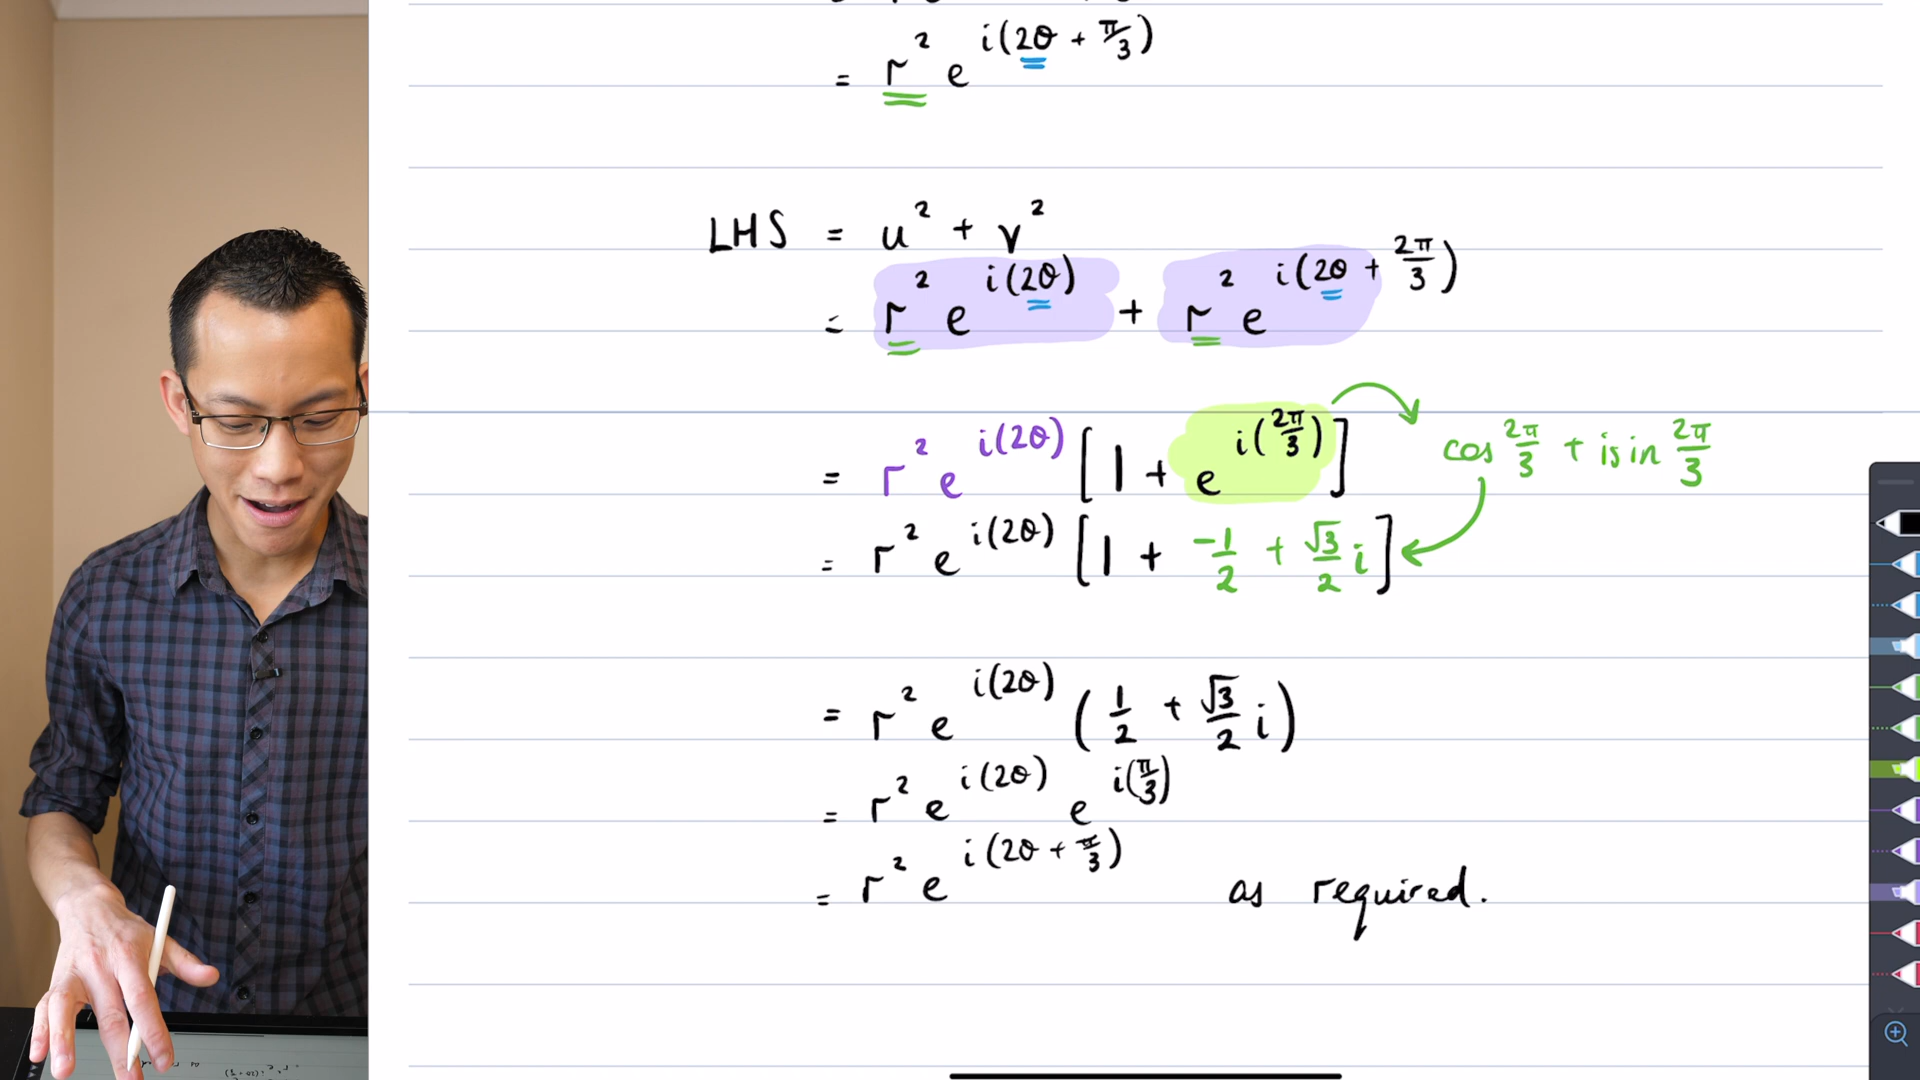 = r² e^{i(2θ + π/3)}
LHS = u² + v²
= r² e^{i(2θ)} + r² e^{i(2θ + 2π/3)}
= r² e^{i(2θ)} [1 + e^{i(2π/3)}] cos 2π/3 + i sin 2π/3
= r² e^{i(2θ)} [1 + -1/2 + √3/2 i]
= r² e^{i(2θ)} (1/2 + √3/2 i)
= r² e^{i(2θ)} e^{i(π/3)}
= r² e^{i(2θ + π/3)} as required.